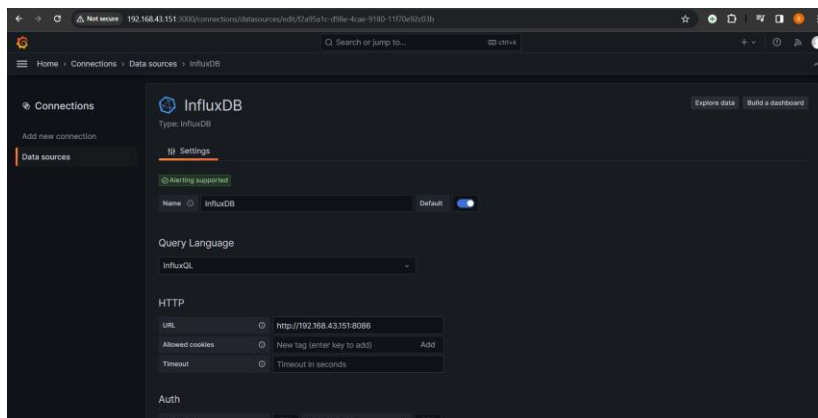 Not secure 192.168.43.151:3000/connections/datasources/edit/f2a95a1c-d98e-4cae-9180-11f70e92c03b
Search or jump to... ctrl+k
Home › Connections › Data sources › InfluxDB
Connections
Add new connection
Data sources
InfluxDB
Type: InfluxDB
Explore data Build a dashboard
Settings
Alerting supported
Name InfluxDB Default
Query Language
InfluxQL
HTTP
URL http://192.168.43.151:8086
Allowed cookies New tag (enter key to add) Add
Timeout Timeout in seconds
Auth